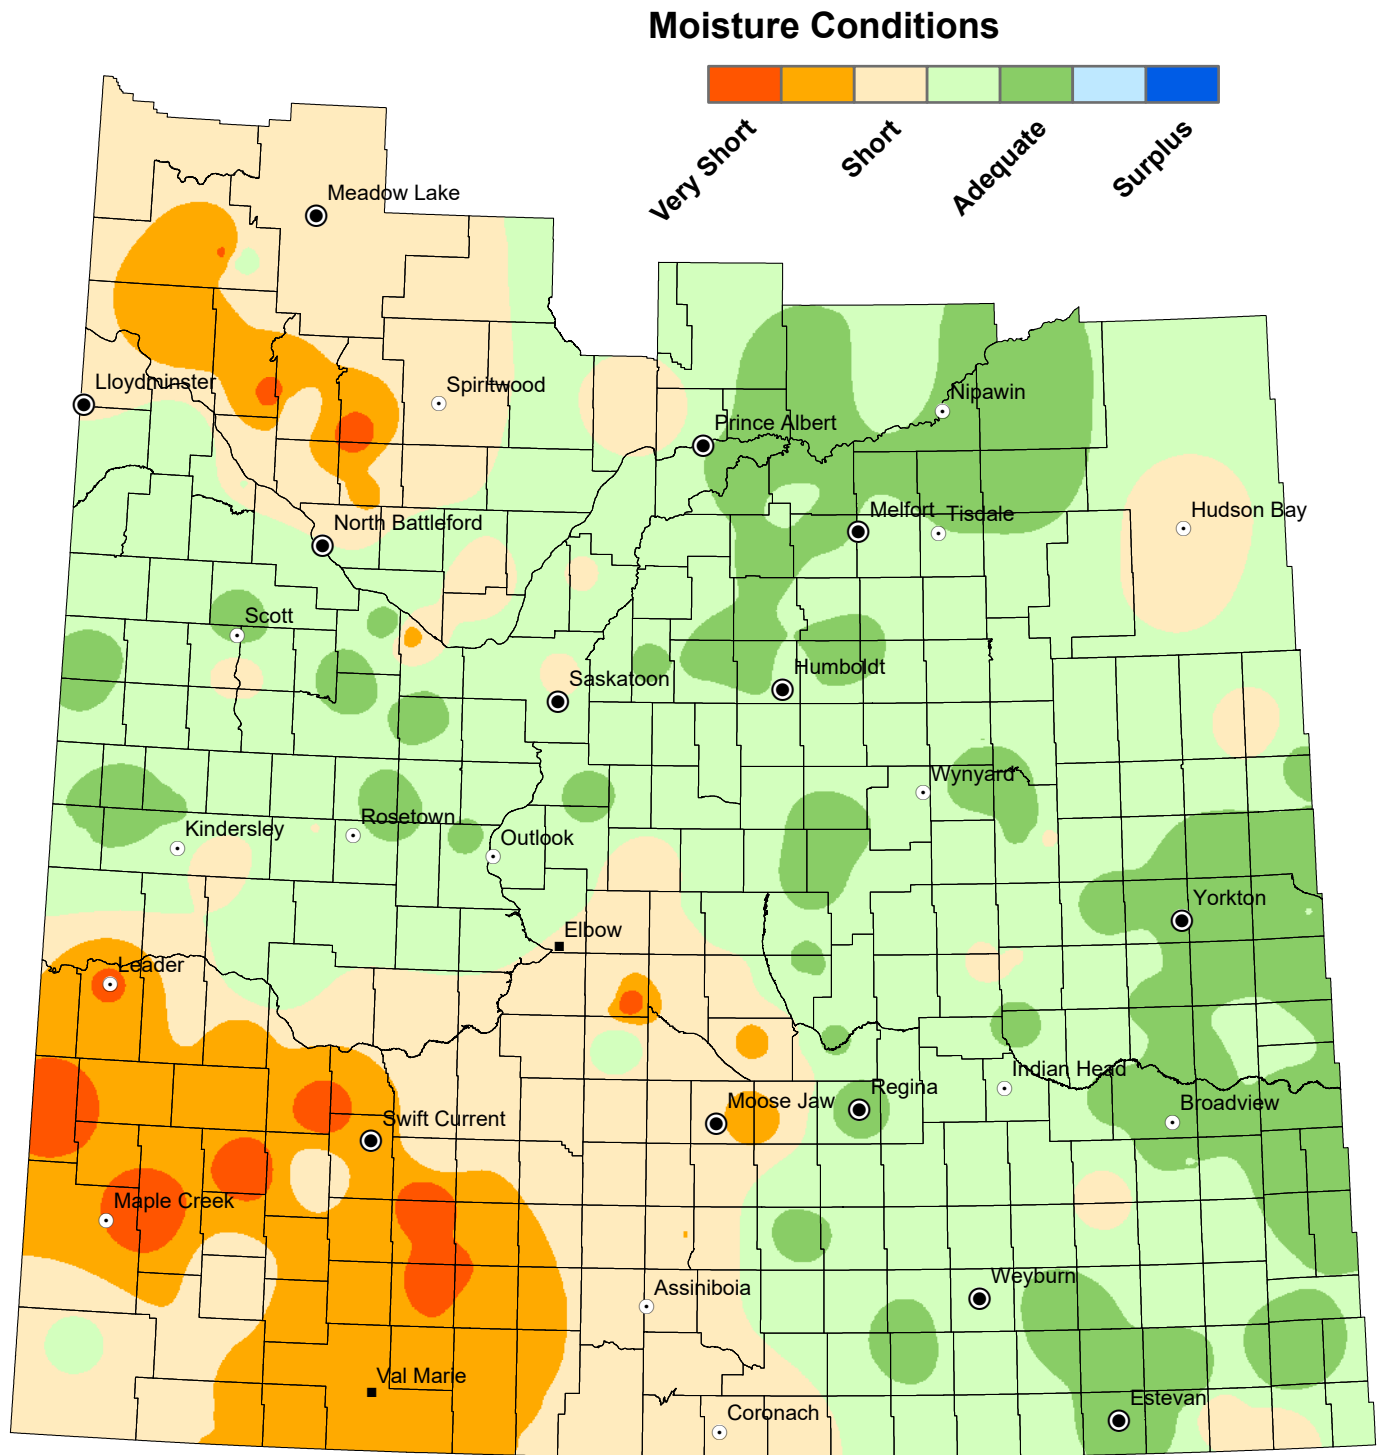 Moisture Conditions
Very Short
Short
Adequate
Surplus
Meadow Lake
Lloydminster
Spiritwood
Nipawin
Prince Albert
North Battleford
Melfort
Tisdale
Hudson Bay
Scott
Saskatoon
Humboldt
Wynyard
Kindersley
Rosetown
Outlook
Yorkton
Elbow
Leader
Indian Head
Regina
Moose Jaw
Broadview
Swift Current
Maple Creek
Weyburn
Assiniboia
Val Marie
Estevan
Coronach